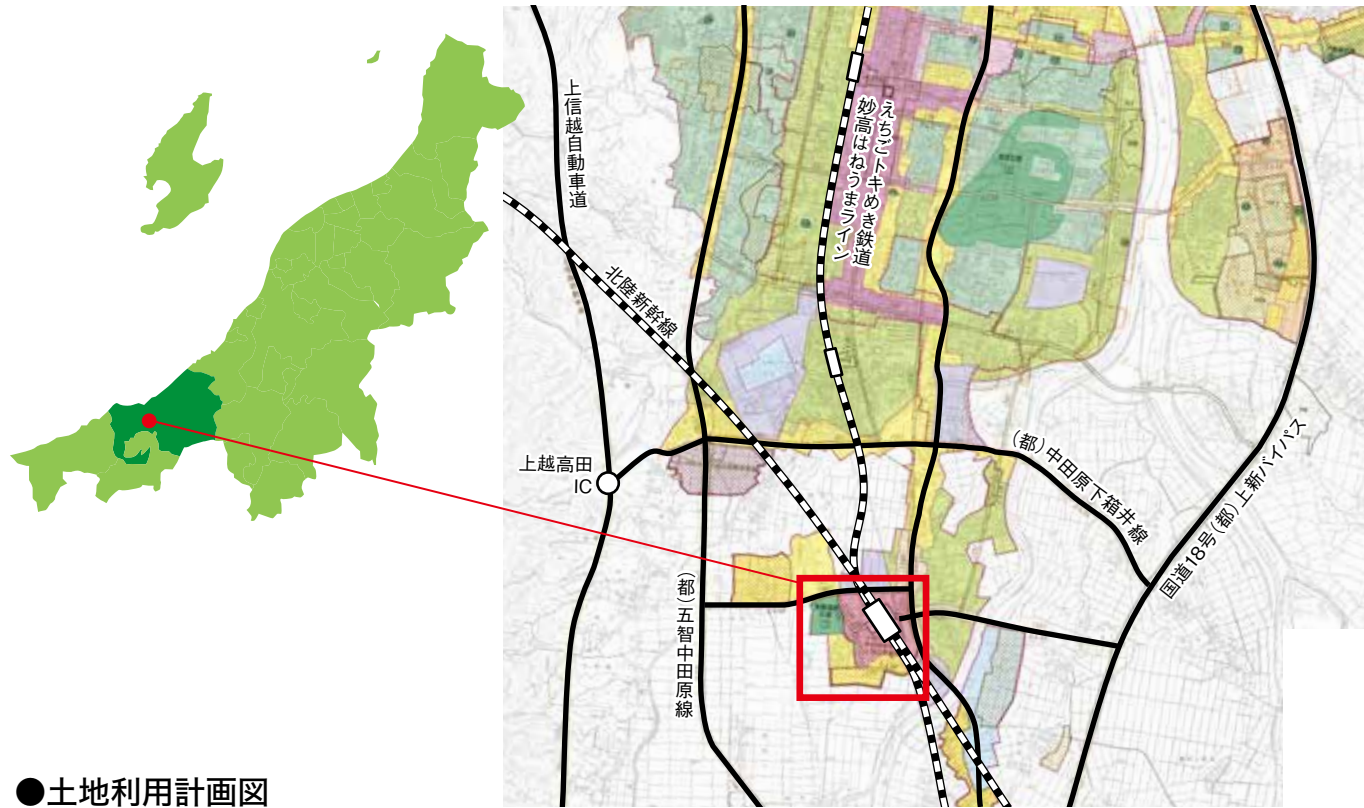 上信越自動車道
えちごトキめき鉄道
妙高はねうまライン
北陸新幹線
上越高田
IC
(都)中田原下箱井線
国道18号(都)上新バイパス
(都)五智中田原線
●土地利用計画図